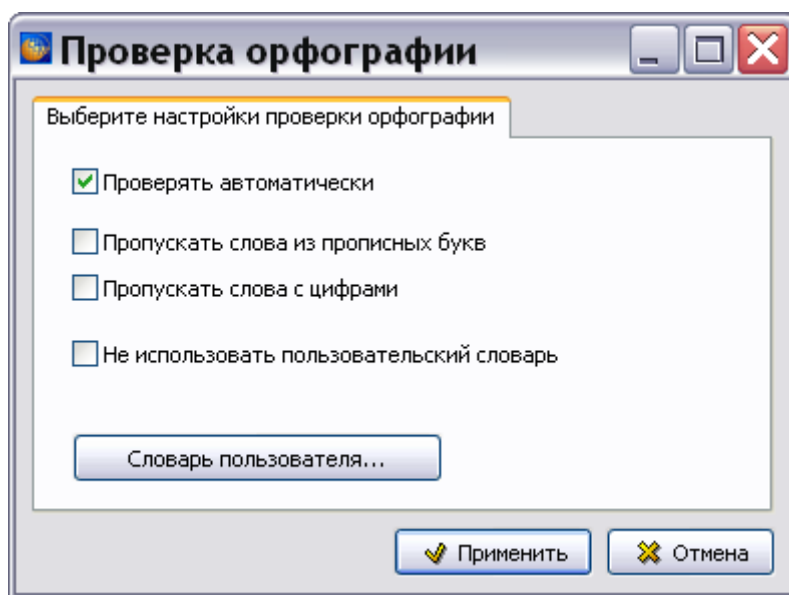 Проверка орфографии
Выберите настройки проверки орфографии
Проверять автоматически
Пропускать слова из прописных букв
Пропускать слова с цифрами
Не использовать пользовательский словарь
Словарь пользователя...
Применить Отмена